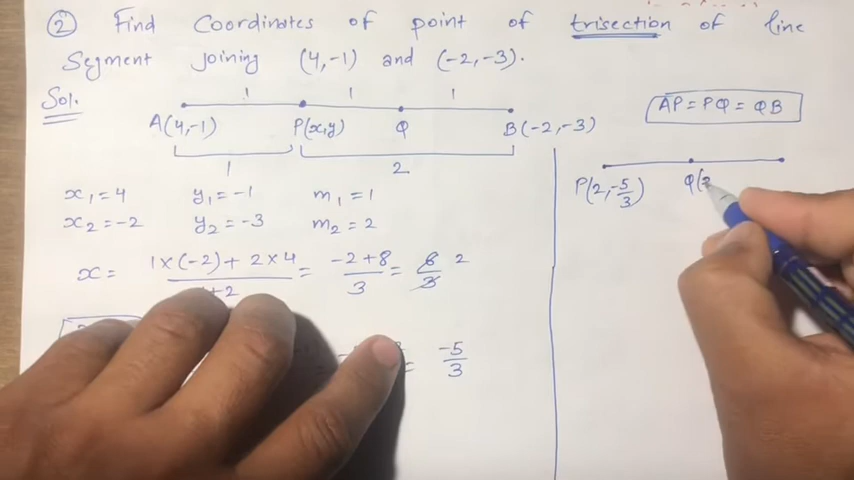 ② Find Coordinates of point of trisection of line
Segment joining (4,-1) and (-2,-3).
Sol.
1 1 1
A(4,-1) P(x,y) Q B(-2,-3)
1 2
x₁ = 4 y₁ = -1 m₁ = 1
x₂ = -2 y₂ = -3 m₂ = 2
x = 1×(-2) + 2×4 / 1+2 = -2+8 / 3 = 6/3 2
= -5/3
AP = PQ = QB
P(2, -5/3) Q(